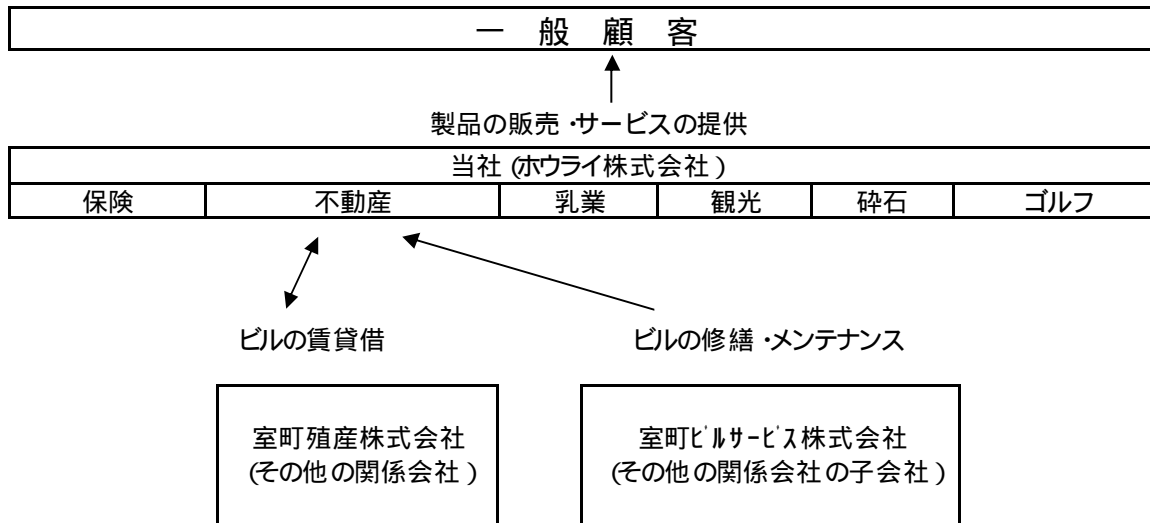 一 般 顧 客
製品の販売・サービスの提供
当社(ホウライ株式会社)
保険 不動産 乳業 観光 砕石 ゴルフ
ビルの賃貸借 ビルの修繕・メンテナンス
室町殖産株式会社
(その他の関係会社)
室町ﾋﾞﾙｻｰﾋﾞｽ株式会社
(その他の関係会社の子会社)